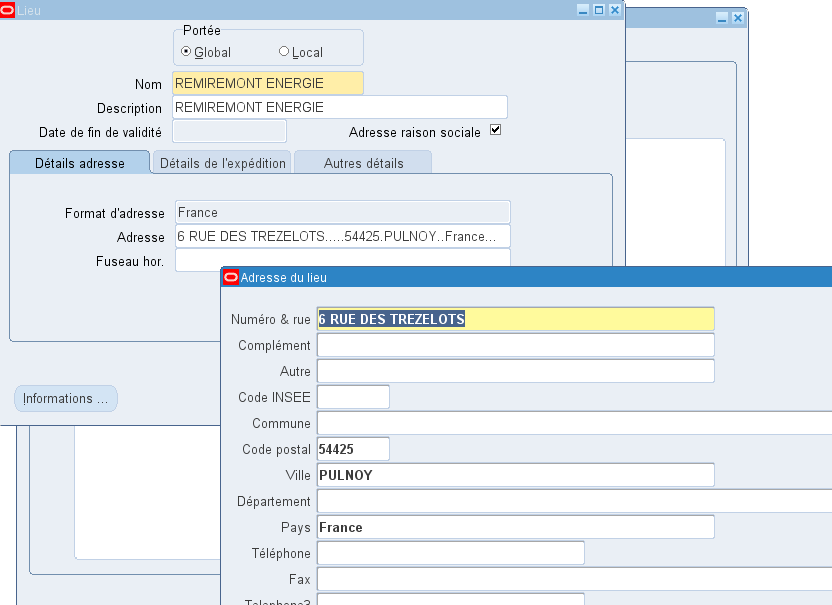 Lieu
Portée
Global Local
Nom REMIREMONT ENERGIE
Description REMIREMONT ENERGIE
Date de fin de validité Adresse raison sociale
Détails adresse Détails de l'expédition Autres détails
Format d'adresse France
Adresse 6 RUE DES TREZELOTS.....54425.PULNOY..France...
Fuseau hor.
Informations ...
Adresse du lieu
Numéro & rue 6 RUE DES TREZELOTS
Complément
Autre
Code INSEE
Commune
Code postal 54425
Ville PULNOY
Département
Pays France
Téléphone
Fax